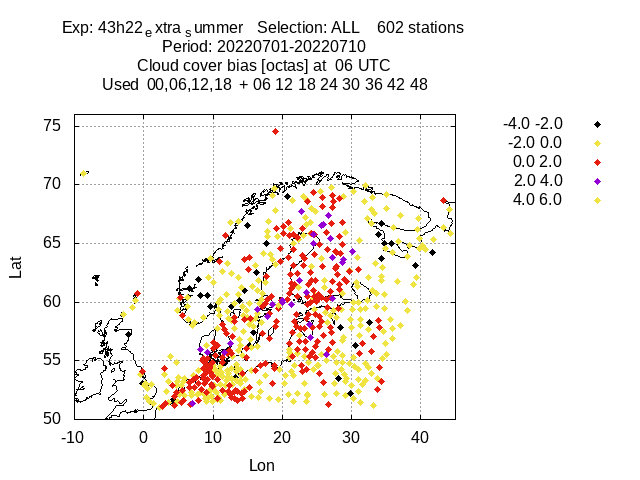 Exp: 43h22extrasummer Selection: ALL 602 stations
Period: 20220701-20220710
Cloud cover bias [octas] at 06 UTC
Used 00,06,12,18 + 06 12 18 24 30 36 42 48
-4.0 -2.0
-2.0 0.0
0.0 2.0
2.0 4.0
4.0 6.0
75
70
65
60
55
50
Lat
-10 0 10 20 30 40
Lon